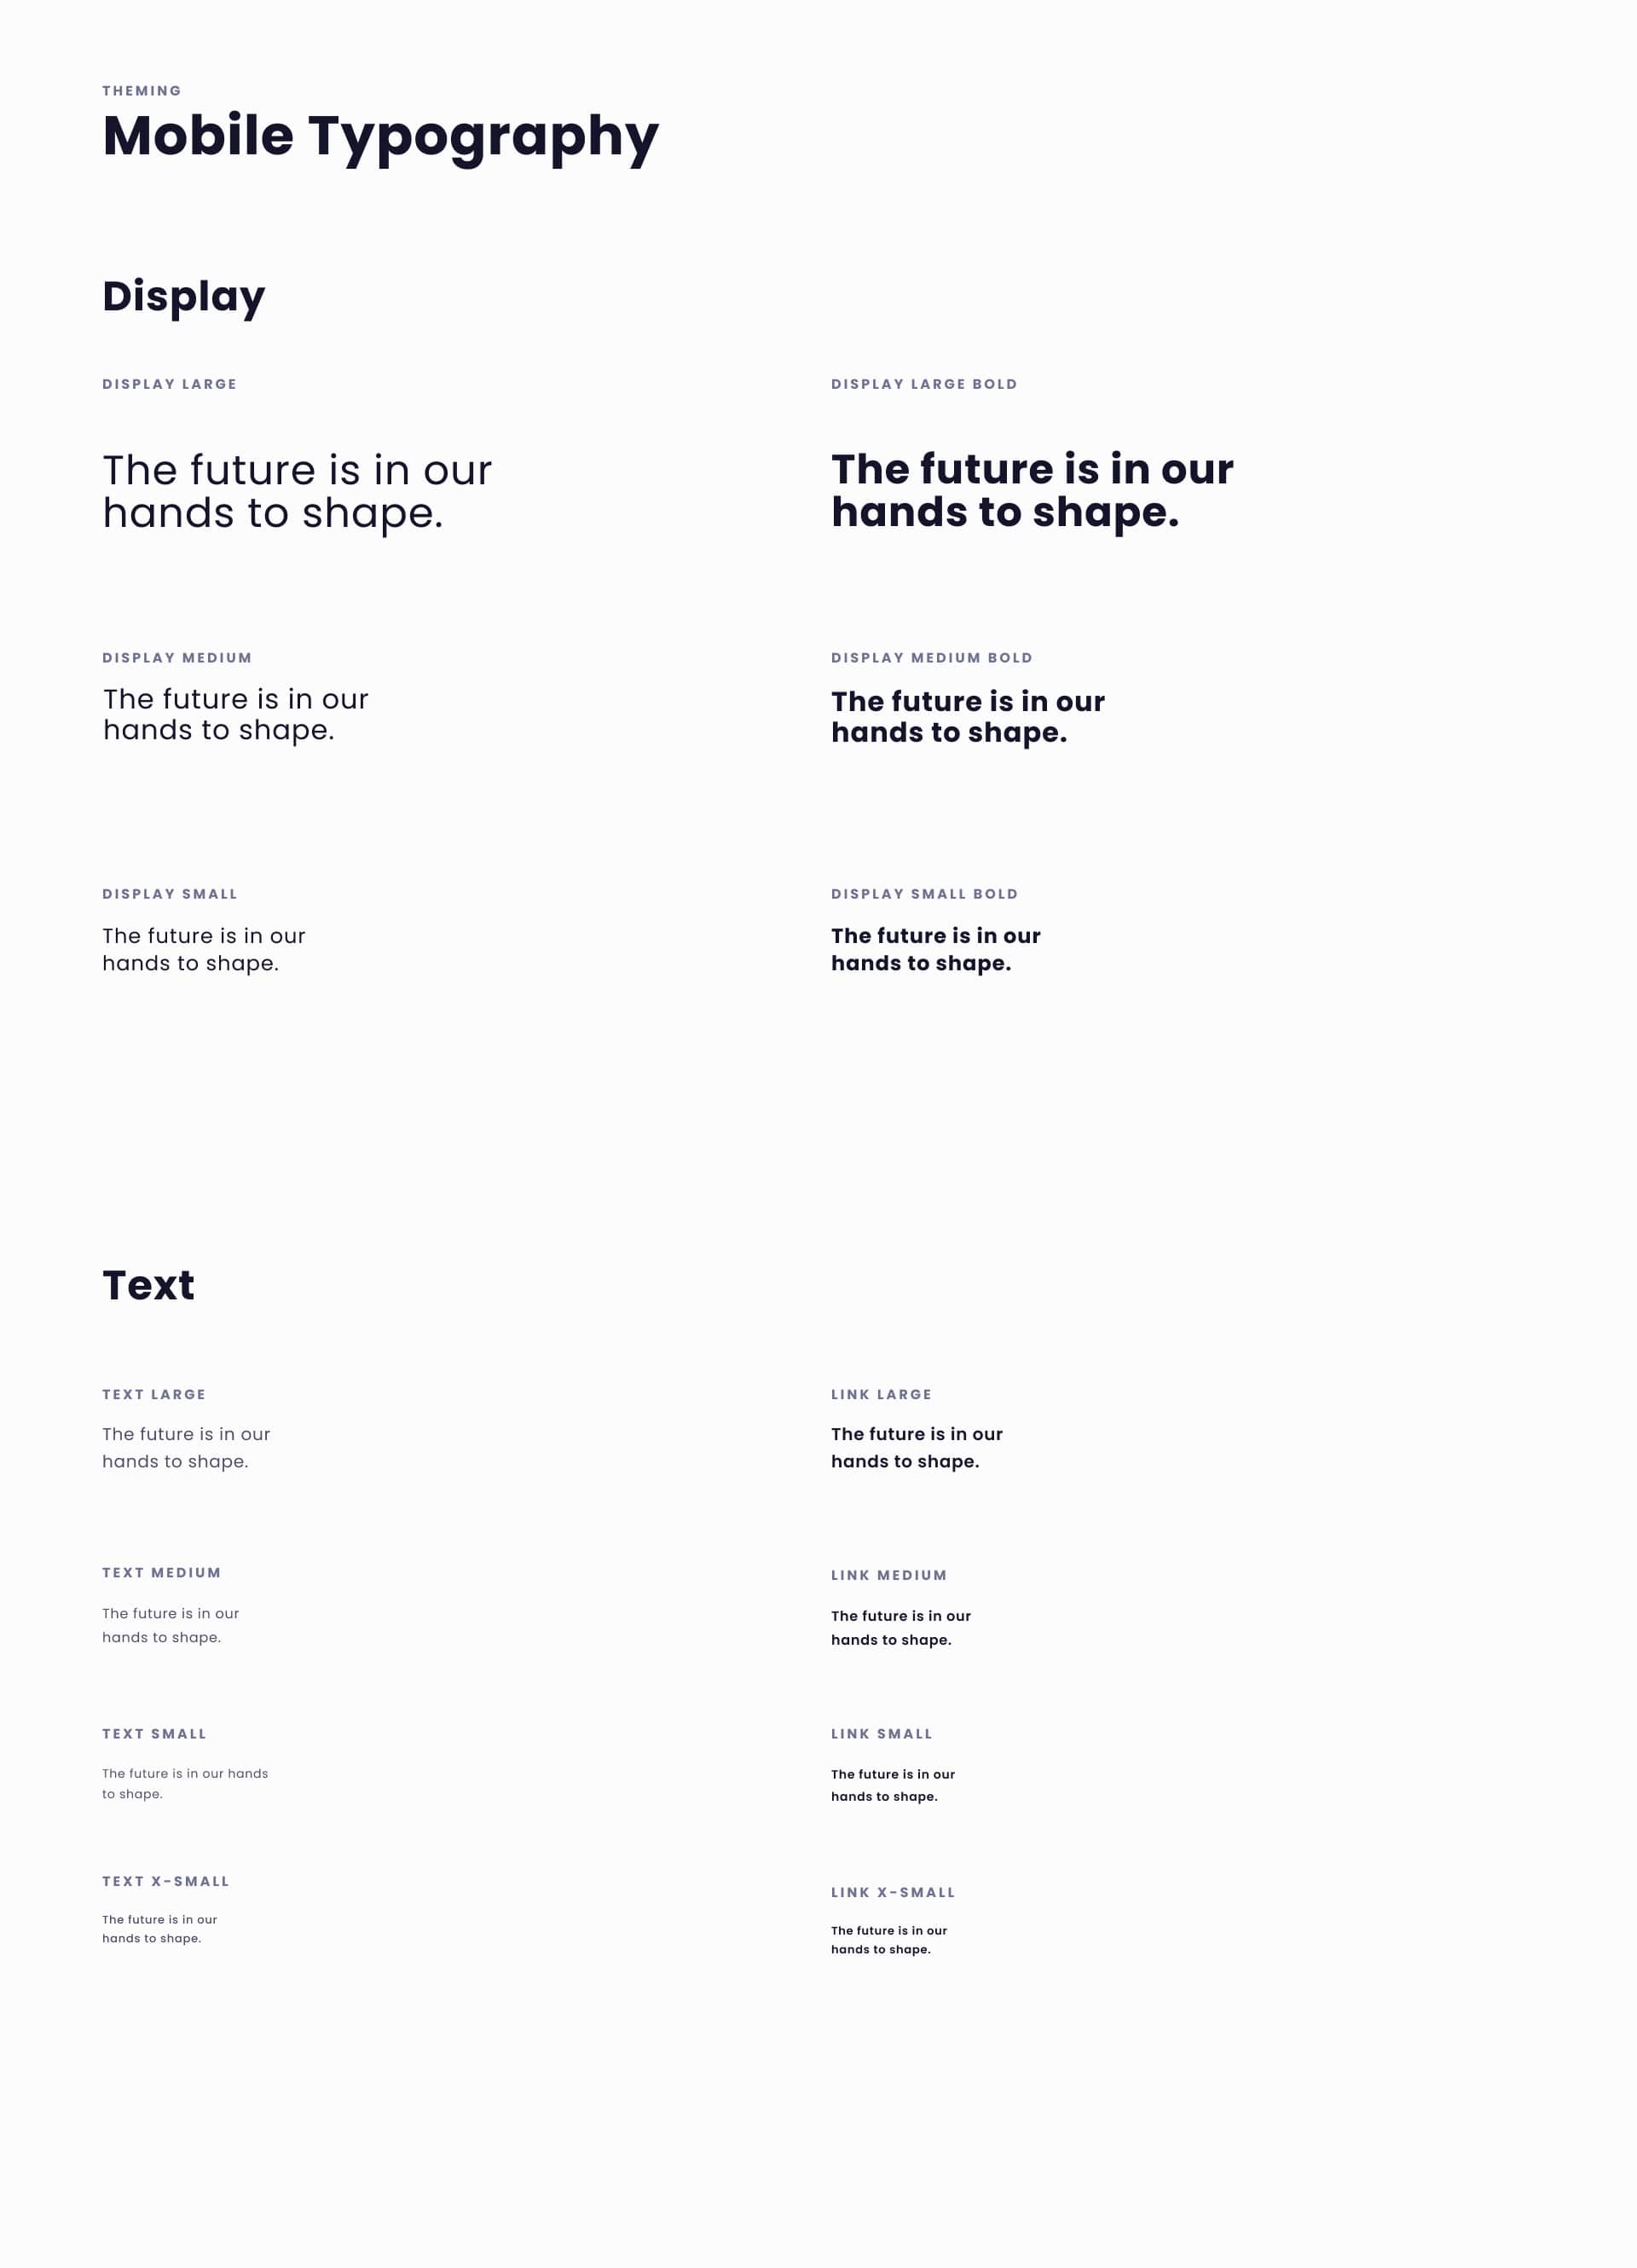 THEMING
Mobile Typography
Display
DISPLAY LARGE
The future is in our
hands to shape.
DISPLAY LARGE BOLD
The future is in our
hands to shape.
DISPLAY MEDIUM
The future is in our
hands to shape.
DISPLAY MEDIUM BOLD
The future is in our
hands to shape.
DISPLAY SMALL
The future is in our
hands to shape.
DISPLAY SMALL BOLD
The future is in our
hands to shape.
Text
TEXT LARGE
The future is in our
hands to shape.
LINK LARGE
The future is in our
hands to shape.
TEXT MEDIUM
The future is in our
hands to shape.
LINK MEDIUM
The future is in our
hands to shape.
TEXT SMALL
The future is in our hands
to shape.
LINK SMALL
The future is in our
hands to shape.
TEXT X-SMALL
The future is in our
hands to shape.
LINK X-SMALL
The future is in our
hands to shape.